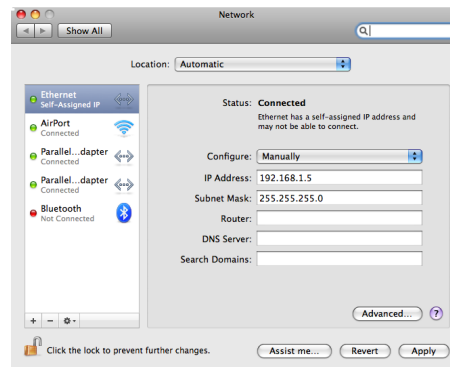 Network
Show All
Location: Automatic
Ethernet
Self-Assigned IP
AirPort
Connected
Parallel...dapter
Connected
Parallel...dapter
Connected
Bluetooth
Not Connected
Status: Connected
Ethernet has a self-assigned IP address and
may not be able to connect.
Configure: Manually
IP Address: 192.168.1.5
Subnet Mask: 255.255.255.0
Router:
DNS Server:
Search Domains:
Advanced... ?
+ −
Click the lock to prevent further changes.
Assist me... Revert Apply